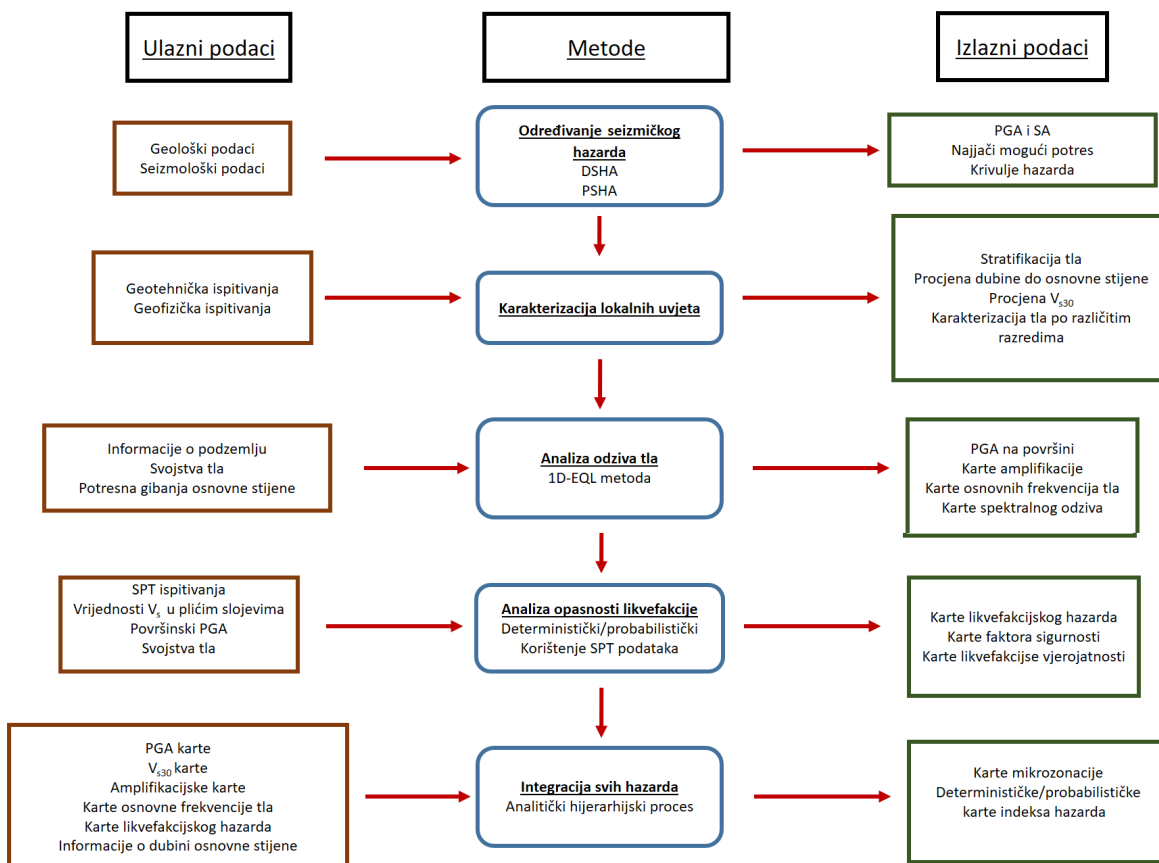 Ulazni podaci
Metode
Izlazni podaci
Geološki podaci
Seizmološki podaci
Određivanje seizmičkog
hazarda
DSHA
PSHA
PGA i SA
Najjači mogući potres
Krivulje hazarda
Geotehnička ispitivanja
Geofizička ispitivanja
Karakterizacija lokalnih uvjeta
Stratifikacija tla
Procjena dubine do osnovne stijene
Procjena Vs30
Karakterizacija tla po različitim
razredima
Informacije o podzemlju
Svojstva tla
Potresna gibanja osnovne stijene
Analiza odziva tla
1D-EQL metoda
PGA na površini
Karte amplifikacije
Karte osnovnih frekvencija tla
Karte spektralnog odziva
SPT ispitivanja
Vrijednosti Vs u plićim slojevima
Površinski PGA
Svojstva tla
Analiza opasnosti likvefakcije
Deterministički/probabilistički
Korištenje SPT podataka
Karte likvefakcijskog hazarda
Karte faktora sigurnosti
Karte likvefakcijse vjerojatnosti
PGA karte
Vs30 karte
Amplifikacijske karte
Karte osnovne frekvencije tla
Karte likvefakcijskog hazarda
Informacije o dubini osnovne stijene
Integracija svih hazarda
Analitički hijerarhijski proces
Karte mikrozonacije
Determinističke/probabilističke
karte indeksa hazarda